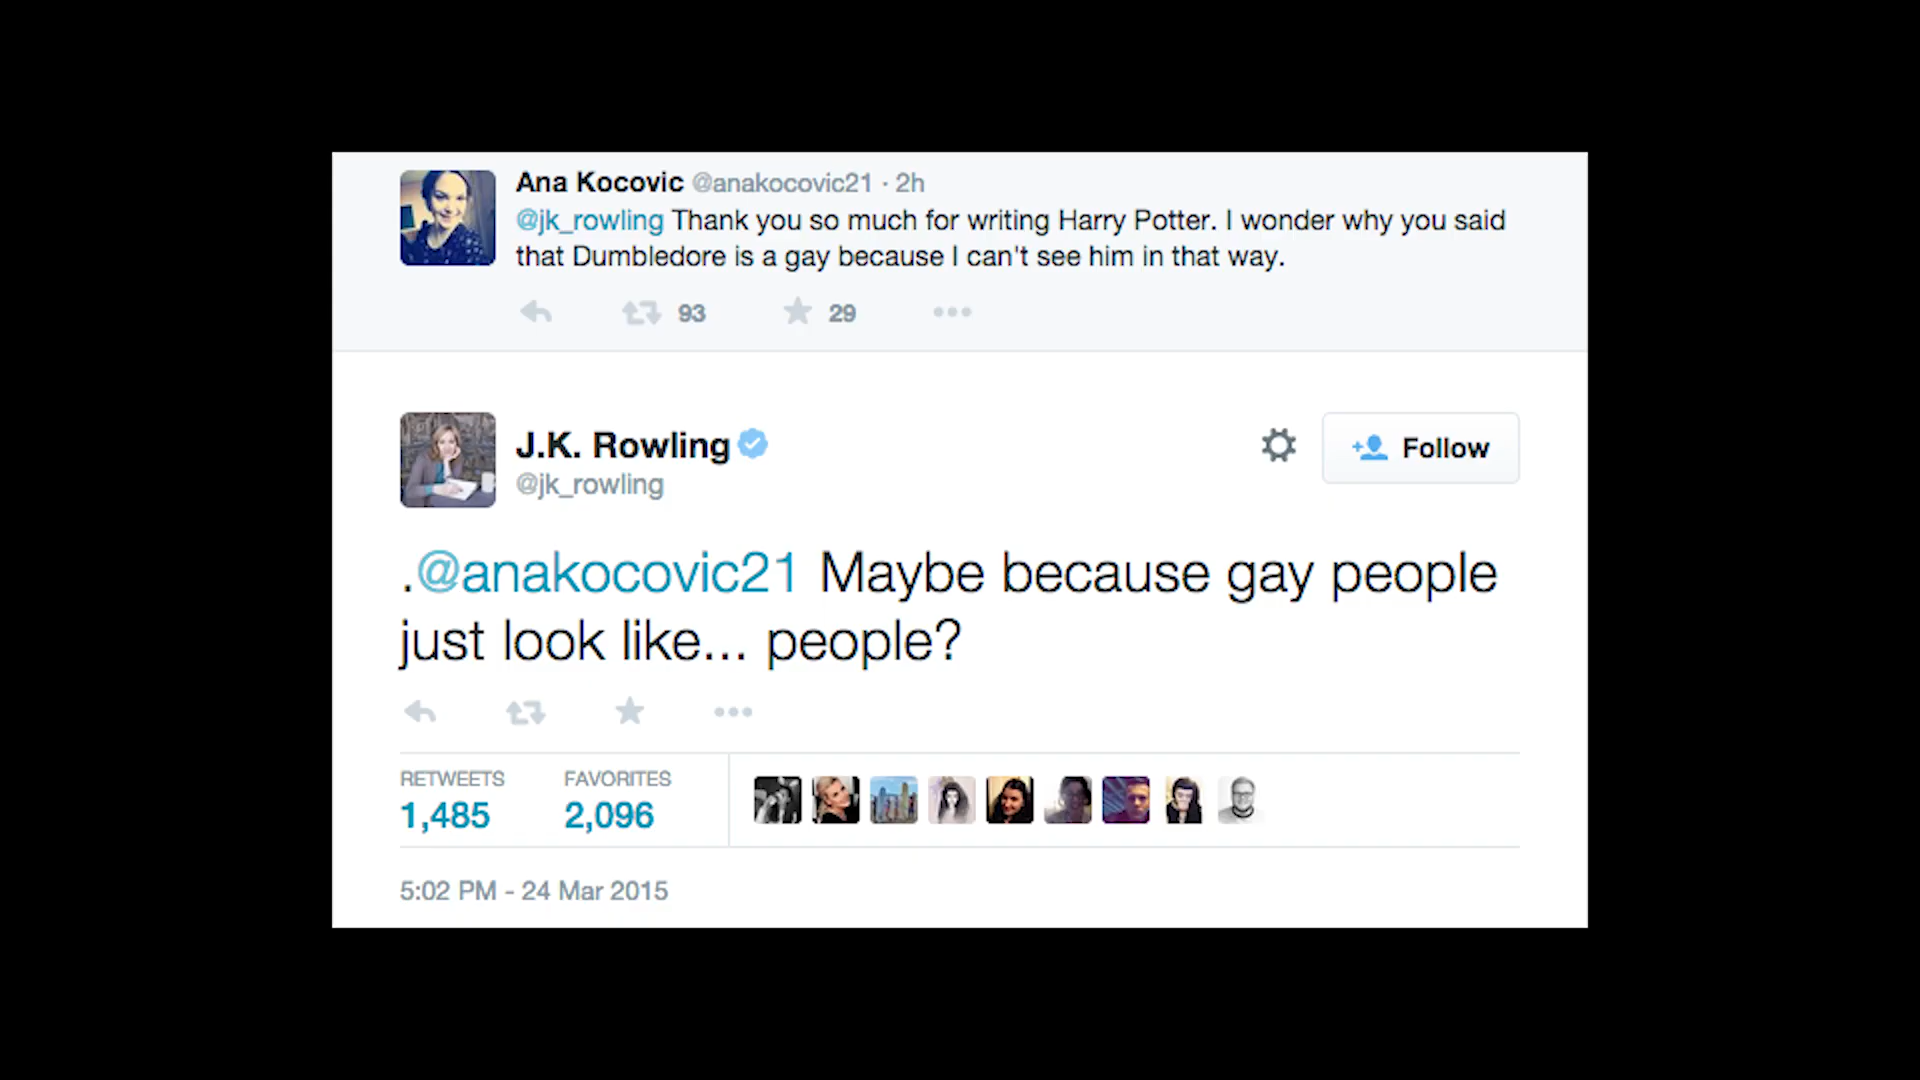 Ana Kocovic @anakocovic21 · 2h
@jk_rowling Thank you so much for writing Harry Potter. I wonder why you said
that Dumbledore is a gay because I can't see him in that way.
93 29
J.K. Rowling
@jk_rowling
Follow
.@anakocovic21 Maybe because gay people
just look like... people?
RETWEETS FAVORITES
1,485 2,096
5:02 PM - 24 Mar 2015